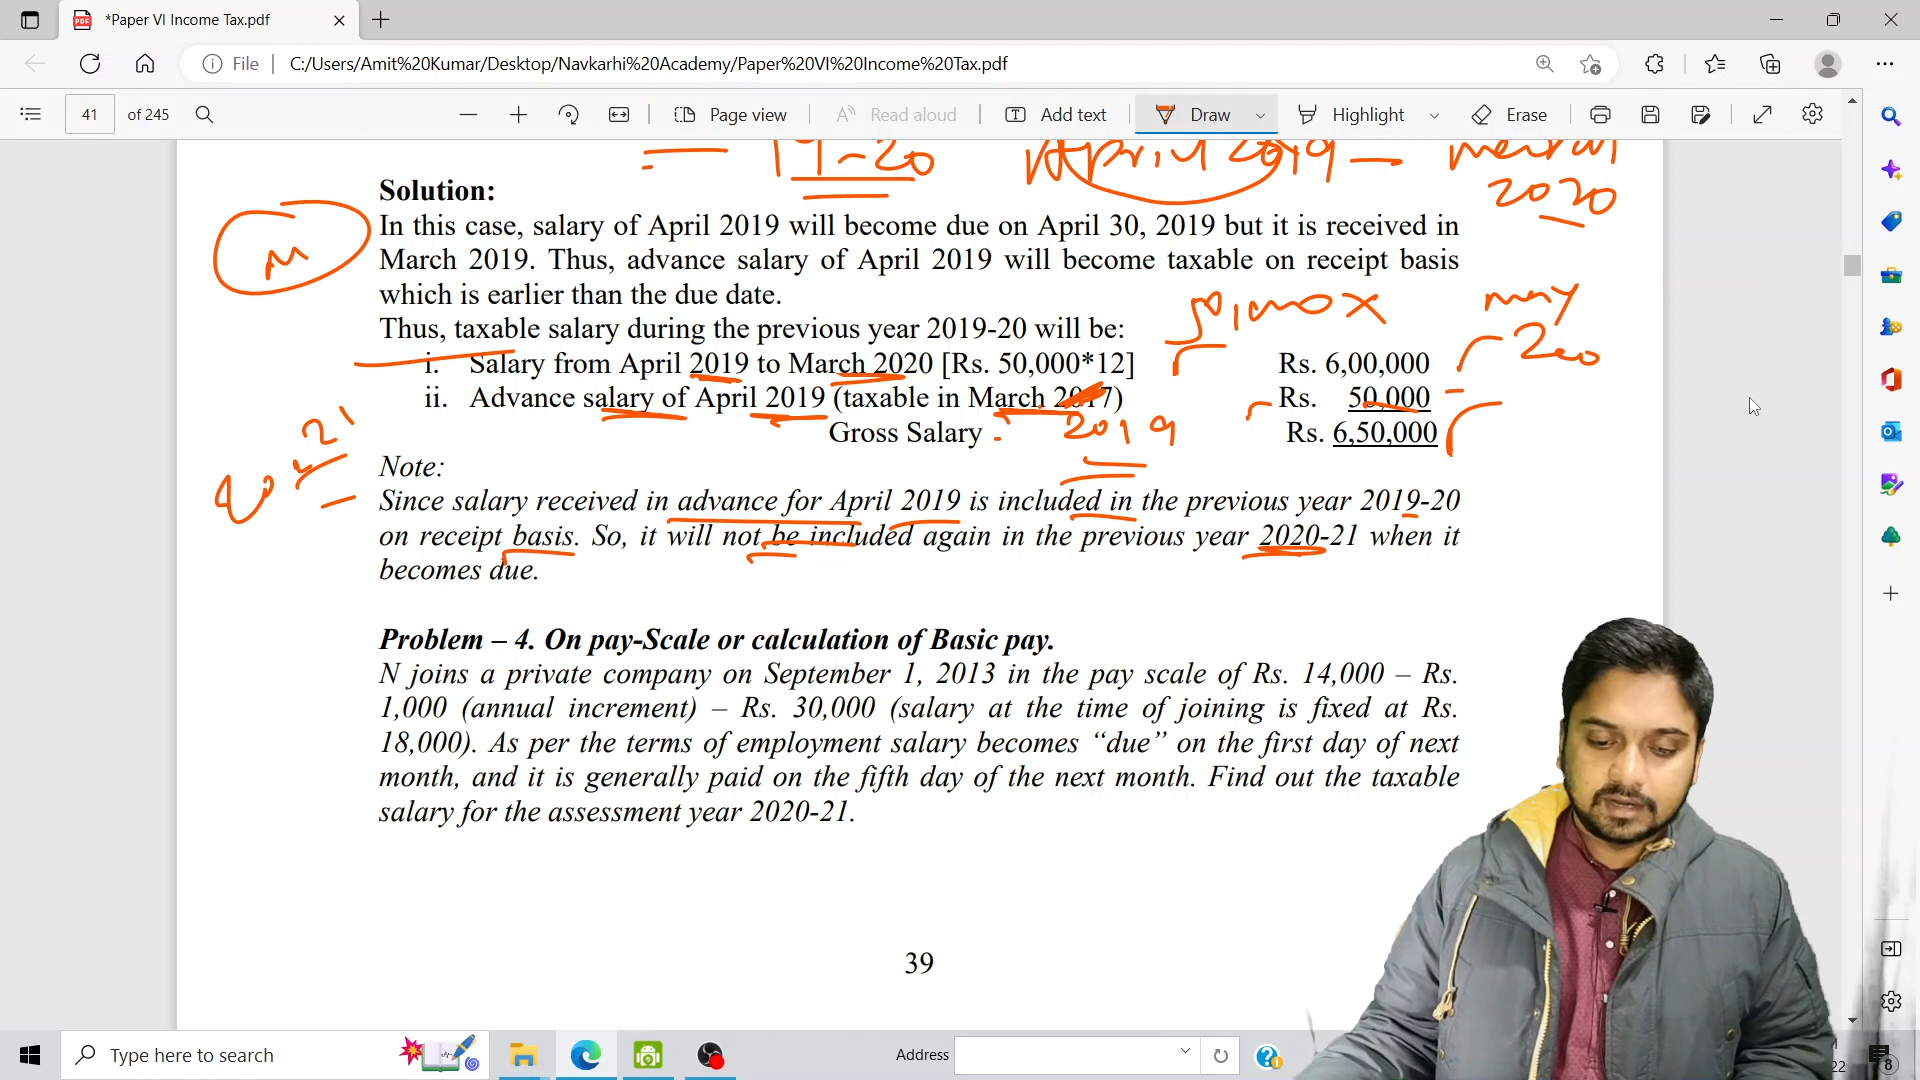 *Paper VI Income Tax.pdf
File
C:/Users/Amit%20Kumar/Desktop/Navkarhi%20Academy/Paper%20VI%20Income%20Tax.pdf
41 of 245
Page view
Read aloud
Add text
Draw
Highlight
Erase
19-20 April 2019 —
2020
Solution:
In this case, salary of April 2019 will become due on April 30, 2019 but it is received in
M
March 2019. Thus, advance salary of April 2019 will become taxable on receipt basis
which is earlier than the due date.
may
Thus, taxable salary during the previous year 2019-20 will be:
i. Salary from April 2019 to March 2020 [Rs. 50,000*12] Rs. 6,00,000
ii. Advance salary of April 2019 (taxable in March 2017) Rs. 50,000
Gross Salary 2019 Rs. 6,50,000
Note:
Since salary received in advance for April 2019 is included in the previous year 2019-20
on receipt basis. So, it will not be included again in the previous year 2020-21 when it
becomes due.
Problem – 4. On pay-Scale or calculation of Basic pay.
N joins a private company on September 1, 2013 in the pay scale of Rs. 14,000 – Rs.
1,000 (annual increment) – Rs. 30,000 (salary at the time of joining is fixed at Rs.
18,000). As per the terms of employment salary becomes “due” on the first day of next
month, and it is generally paid on the fifth day of the next month. Find out the taxable
salary for the assessment year 2020-21.
39
Type here to search
Address
22
8